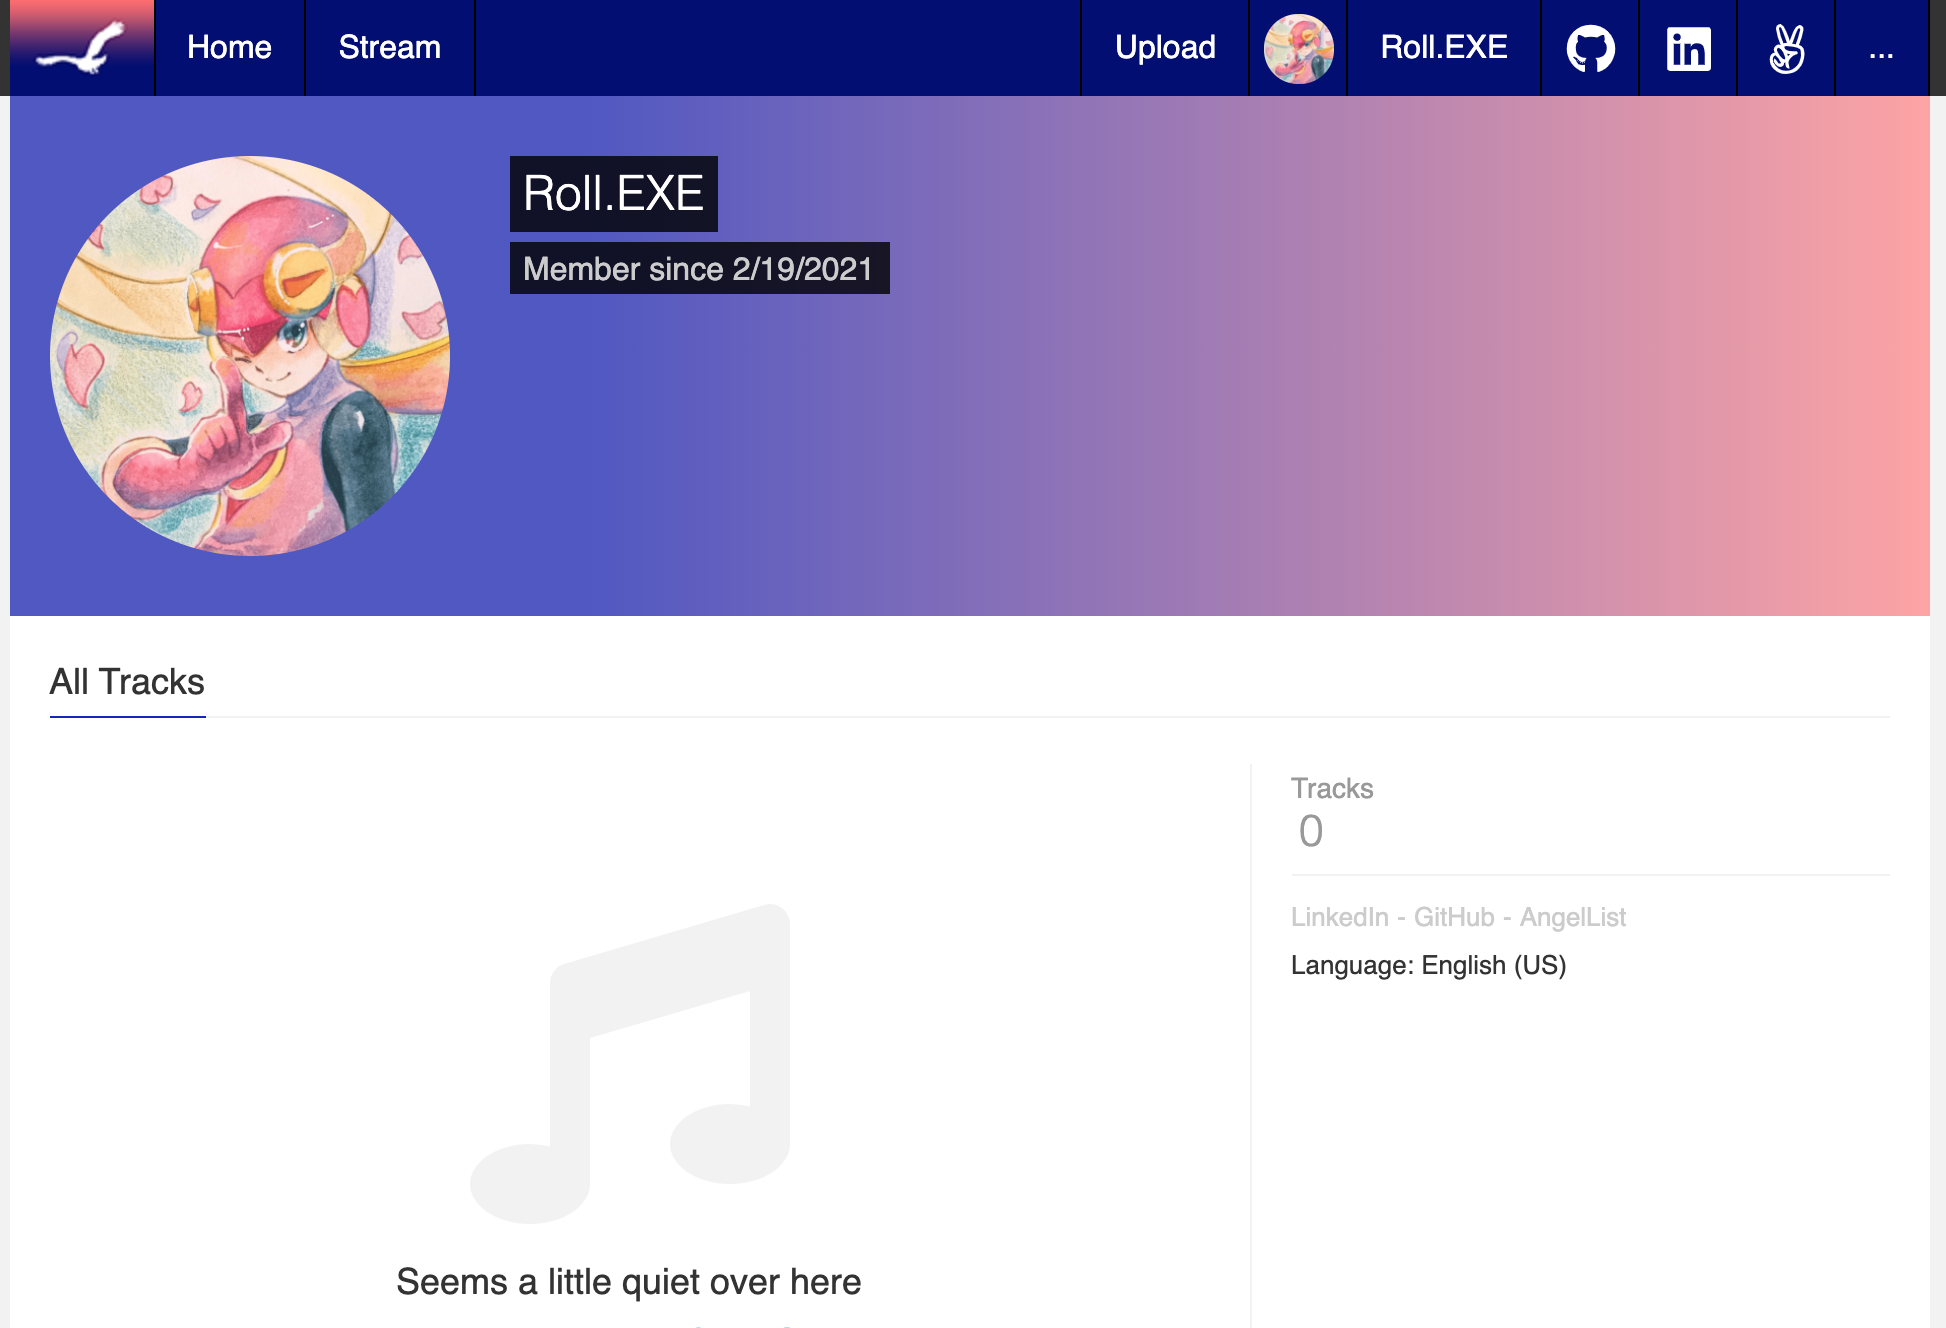 Home
Stream
Upload
Roll.EXE
...
Roll.EXE
Member since 2/19/2021
All Tracks
Tracks
0
LinkedIn - GitHub - AngelList
Language: English (US)
Seems a little quiet over here